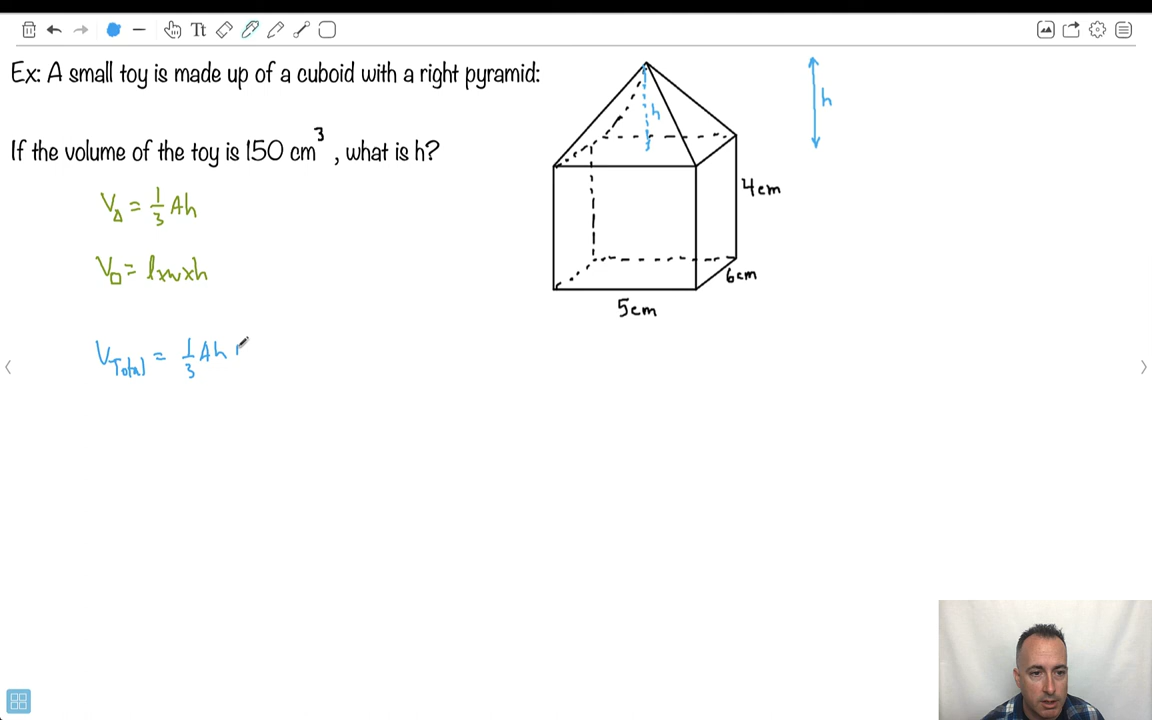 Tt
Ex: A small toy is made up of a cuboid with a right pyramid:
If the volume of the toy is 150 cm³, what is h?
V△ = 1/3 Ah
V□ = lxwxh
VTotal = 1/3 Ah
h
h
4cm
6cm
5cm